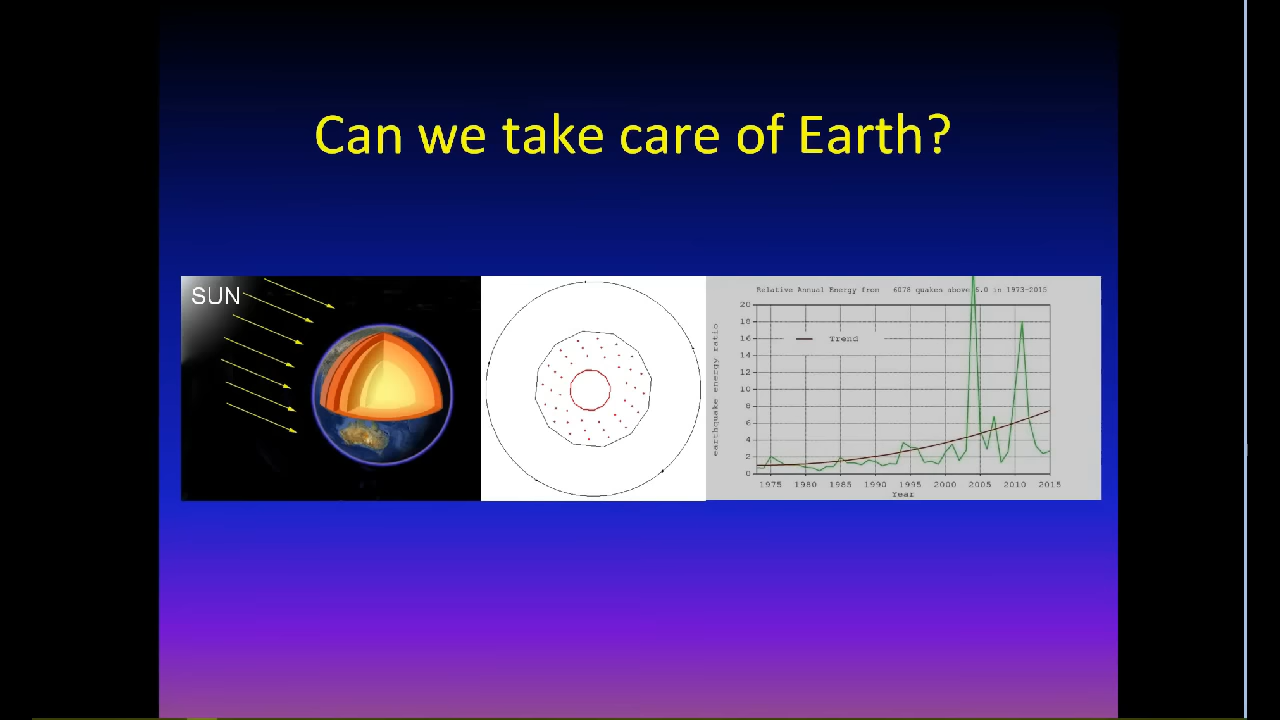 Can we take care of Earth?
SUN
Relative Annual Energy from 6078 quakes above 6.0 in 1973-2015
earthquake energy ratio
20
18
16
14
12
10
8
6
4
2
0
Trend
1975 1980 1985 1990 1995 2000 2005 2010 2015
Year